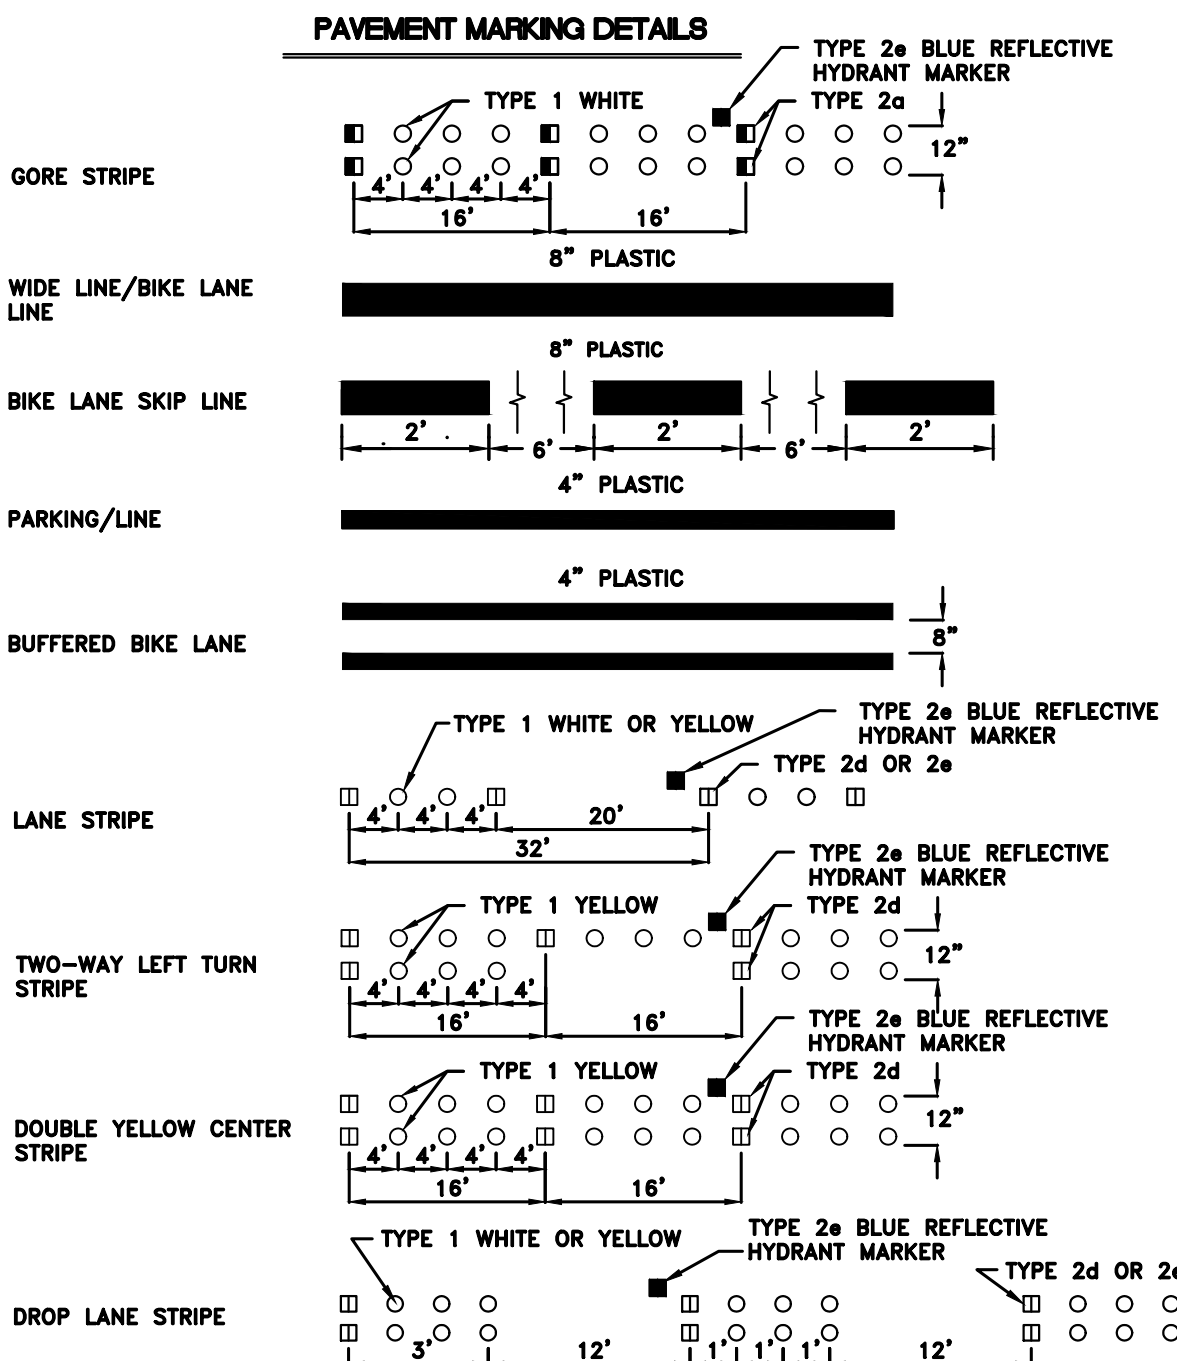 PAVEMENT MARKING DETAILS
TYPE 2e BLUE REFLECTIVE
HYDRANT MARKER
TYPE 1 WHITE
TYPE 2a
12"
GORE STRIPE
4' 4' 4' 4'
16' 16'
8" PLASTIC
WIDE LINE/BIKE LANE
LINE
8" PLASTIC
BIKE LANE SKIP LINE
2' 2' 2'
6' 6'
4" PLASTIC
PARKING/LINE
4" PLASTIC
BUFFERED BIKE LANE
8"
TYPE 1 WHITE OR YELLOW
TYPE 2e BLUE REFLECTIVE
HYDRANT MARKER
TYPE 2d OR 2e
LANE STRIPE
4' 4' 4' 20'
32'
TYPE 2e BLUE REFLECTIVE
HYDRANT MARKER
TYPE 1 YELLOW
TYPE 2d
12"
TWO-WAY LEFT TURN
STRIPE
4' 4' 4' 4'
16' 16'
TYPE 2e BLUE REFLECTIVE
HYDRANT MARKER
TYPE 1 YELLOW
TYPE 2d
12"
DOUBLE YELLOW CENTER
STRIPE
4' 4' 4' 4'
16' 16'
TYPE 1 WHITE OR YELLOW
TYPE 2e BLUE REFLECTIVE
HYDRANT MARKER
TYPE 2d OR 2e
DROP LANE STRIPE
3' 12' 1' 1' 1' 12'